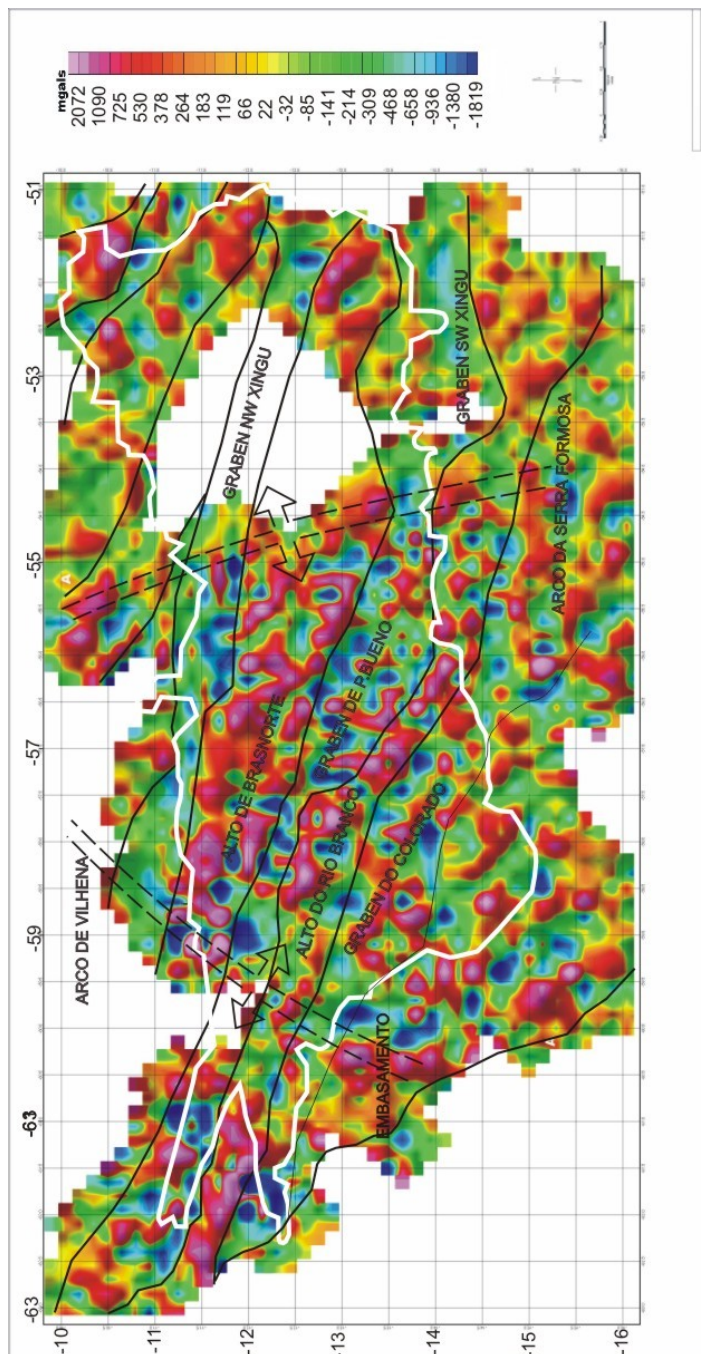 mgals
2072
1090
725
530
378
264
183
119
66
22
-32
-85
-141
-214
-309
-468
-658
-936
-1380
-1819
-51
-53
-55
-57
-59
-63
-63
-10
-11
-12
-13
-14
-15
-16
GRABEN NW XINGU
GRABEN SW XINGU
ARCO DA SERRA FORMOSA
A
ALTO DE BRASNORTE
GRABEN DE P.BUENO
ALTO DO RIO BRANCO
GRABEN DO COLORADO
ARCO DE VILHENA
EMBASAMENTO
A